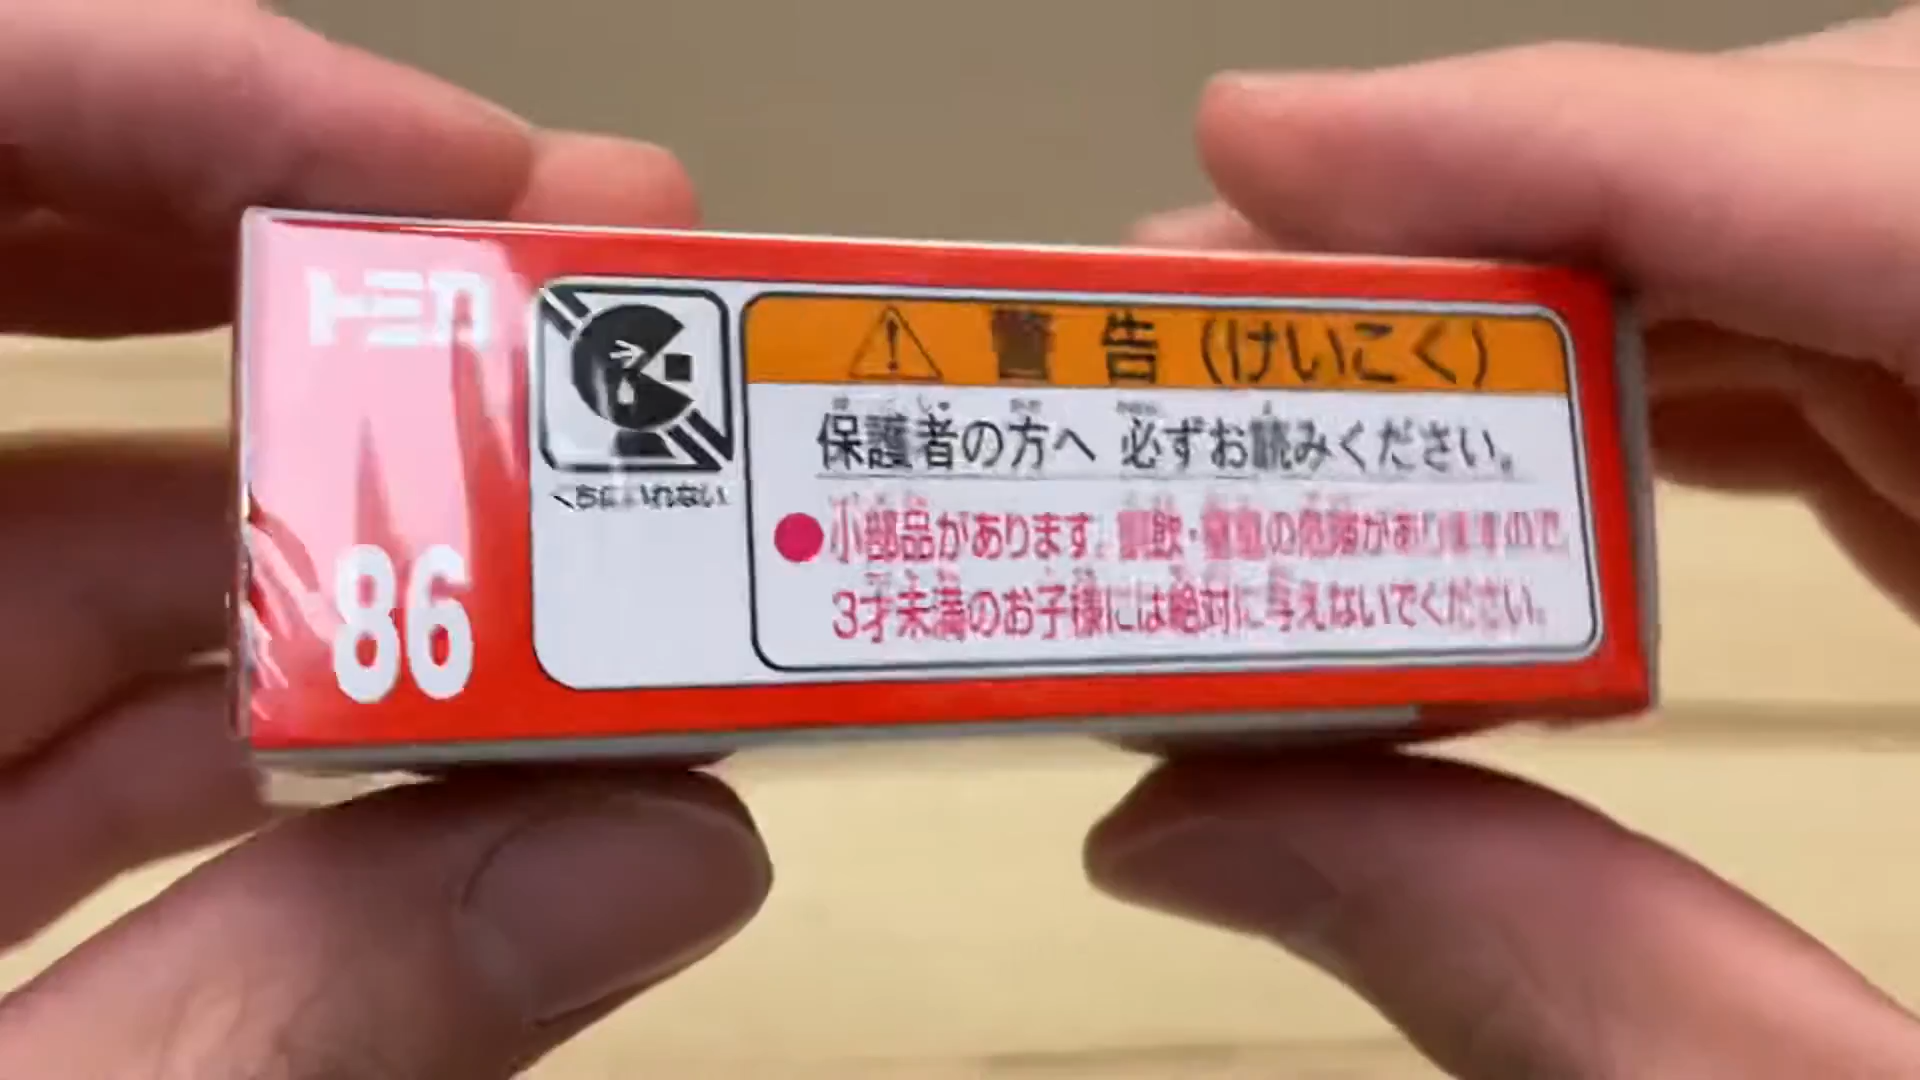 トミカ
86
くちにいれない
警告（けいこく）
保護者の方へ 必ずお読みください。
●小部品があります。誤飲・窒息の危険がありますので、
3才未満のお子様には絶対に与えないでください。